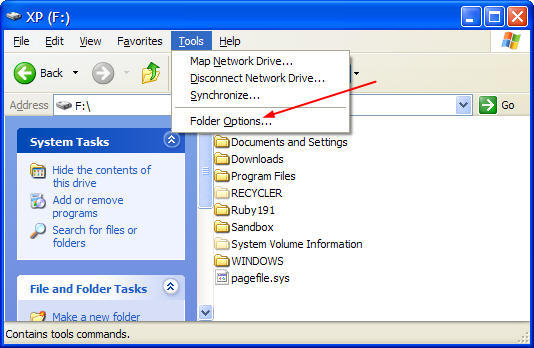 XP (F:)
File Edit View Favorites Tools Help
Map Network Drive...
Disconnect Network Drive...
Synchronize...
Folder Options...
Back
Address F:\ Go
System Tasks
Hide the contents of
this drive
Add or remove
programs
Search for files or
folders
File and Folder Tasks
Make a new folder
Documents and Settings
Downloads
Program Files
RECYCLER
Ruby191
Sandbox
System Volume Information
WINDOWS
pagefile.sys
Contains tools commands.